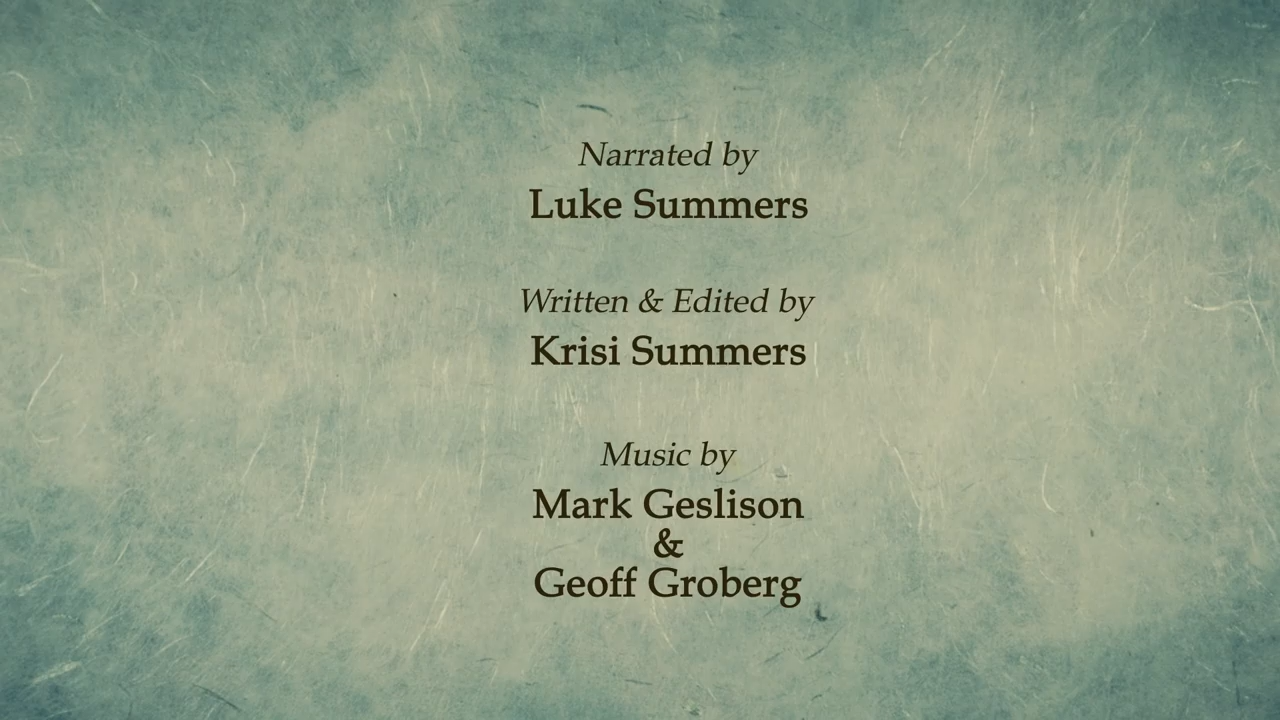 Narrated by
Luke Summers
Written & Edited by
Krisi Summers
Music by
Mark Geslison
&
Geoff Groberg